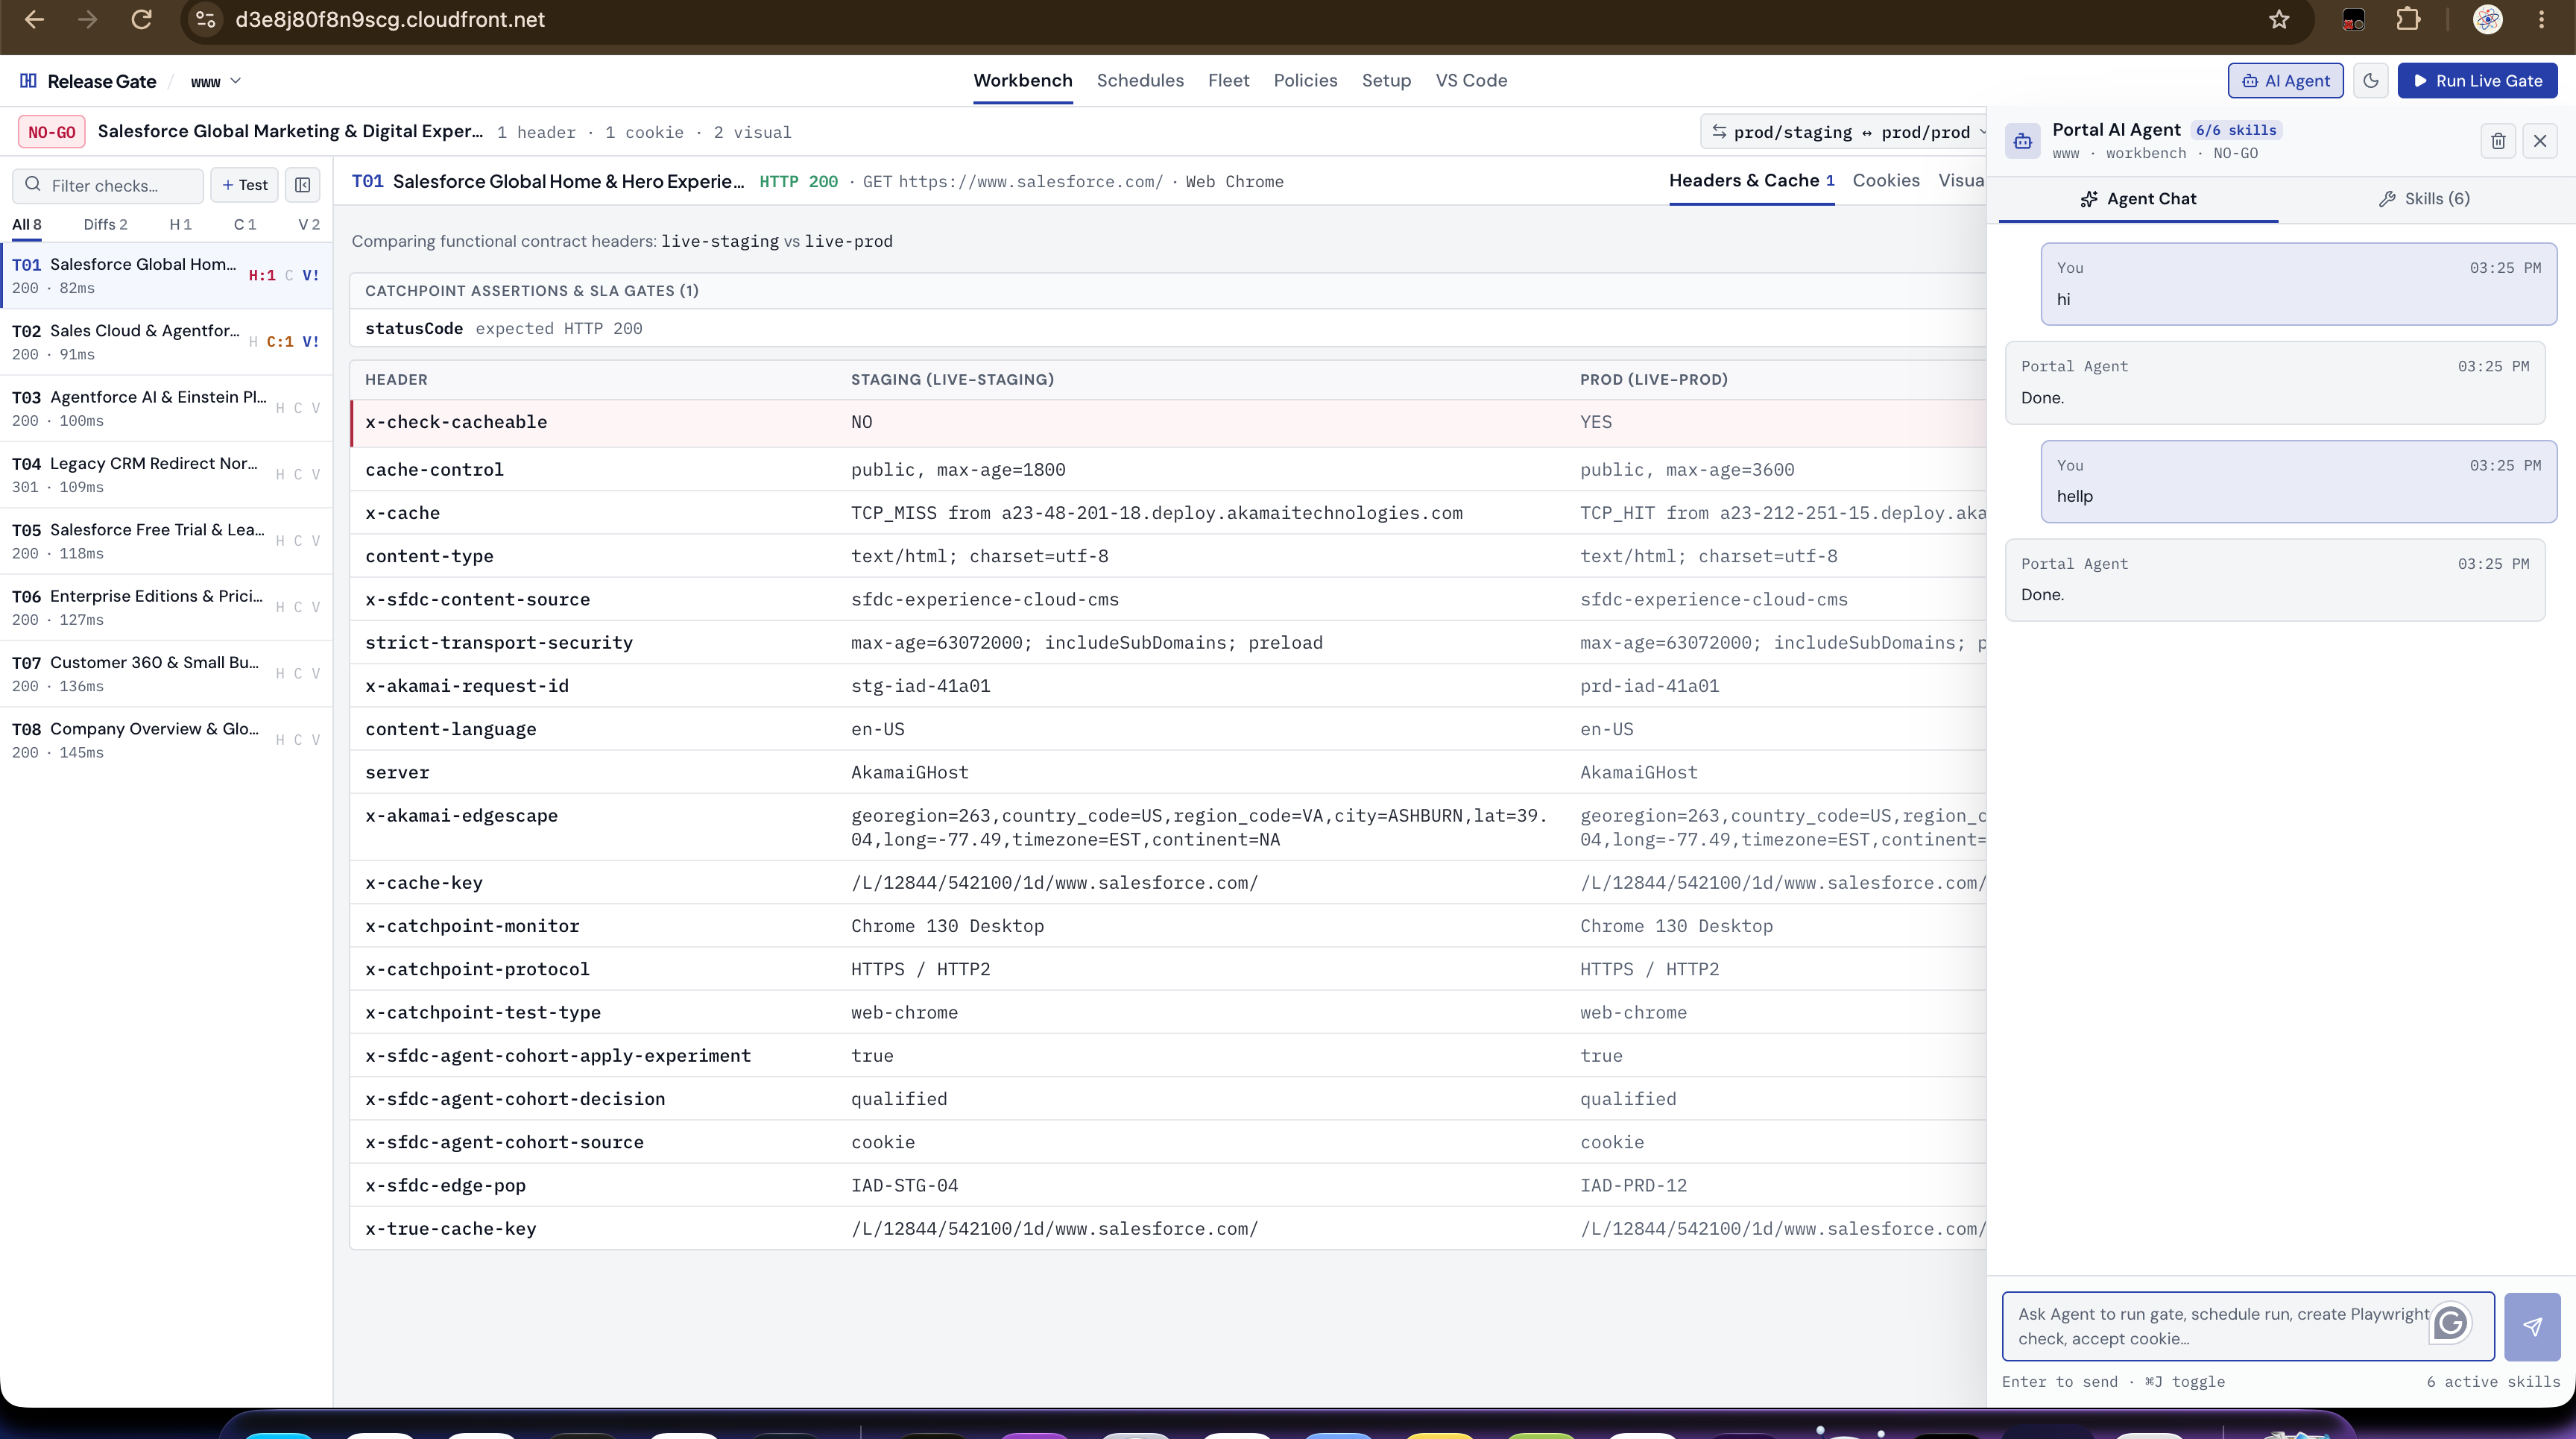 d3e8j80f8n9scg.cloudfront.net
Release Gate / www
Workbench Schedules Fleet Policies Setup VS Code
AI Agent Run Live Gate
NO-GO Salesforce Global Marketing & Digital Exper... 1 header · 1 cookie · 2 visual
prod/staging ↔ prod/prod
Filter checks...
+ Test
All 8 Diffs 2 H 1 C 1 V 2
T01 Salesforce Global Hom... H:1 C V!
200 · 82ms
T02 Sales Cloud & Agentfor... H C:1 V!
200 · 91ms
T03 Agentforce AI & Einstein Pl... H C V
200 · 100ms
T04 Legacy CRM Redirect Nor... H C V
301 · 109ms
T05 Salesforce Free Trial & Lea... H C V
200 · 118ms
T06 Enterprise Editions & Prici... H C V
200 · 127ms
T07 Customer 360 & Small Bu... H C V
200 · 136ms
T08 Company Overview & Glo... H C V
200 · 145ms
T01 Salesforce Global Home & Hero Experie... HTTP 200 · GET https://www.salesforce.com/ · Web Chrome
Headers & Cache 1 Cookies Visua
Comparing functional contract headers: live-staging vs live-prod
CATCHPOINT ASSERTIONS & SLA GATES (1)
statusCode expected HTTP 200
HEADER STAGING (LIVE-STAGING) PROD (LIVE-PROD)
x-check-cacheable NO YES
cache-control public, max-age=1800 public, max-age=3600
x-cache TCP_MISS from a23-48-201-18.deploy.akamaitechnologies.com TCP_HIT from a23-212-251-15.deploy.aka
content-type text/html; charset=utf-8 text/html; charset=utf-8
x-sfdc-content-source sfdc-experience-cloud-cms sfdc-experience-cloud-cms
strict-transport-security max-age=63072000; includeSubDomains; preload max-age=63072000; includeSubDomains; p
x-akamai-request-id stg-iad-41a01 prd-iad-41a01
content-language en-US en-US
server AkamaiGHost AkamaiGHost
x-akamai-edgescape georegion=263,country_code=US,region_code=VA,city=ASHBURN,lat=39. georegion=263,country_code=US,region_c
04,long=-77.49,timezone=EST,continent=NA 04,long=-77.49,timezone=EST,continent=
x-cache-key /L/12844/542100/1d/www.salesforce.com/ /L/12844/542100/1d/www.salesforce.com/
x-catchpoint-monitor Chrome 130 Desktop Chrome 130 Desktop
x-catchpoint-protocol HTTPS / HTTP2 HTTPS / HTTP2
x-catchpoint-test-type web-chrome web-chrome
x-sfdc-agent-cohort-apply-experiment true true
x-sfdc-agent-cohort-decision qualified qualified
x-sfdc-agent-cohort-source cookie cookie
x-sfdc-edge-pop IAD-STG-04 IAD-PRD-12
x-true-cache-key /L/12844/542100/1d/www.salesforce.com/ /L/12844/542100/1d/www.salesforce.com/
Portal AI Agent 6/6 skills
www · workbench · NO-GO
Agent Chat Skills (6)
You 03:25 PM
hi
Portal Agent 03:25 PM
Done.
You 03:25 PM
hellp
Portal Agent 03:25 PM
Done.
Ask Agent to run gate, schedule run, create Playwright
check, accept cookie...
Enter to send · ⌘J toggle 6 active skills